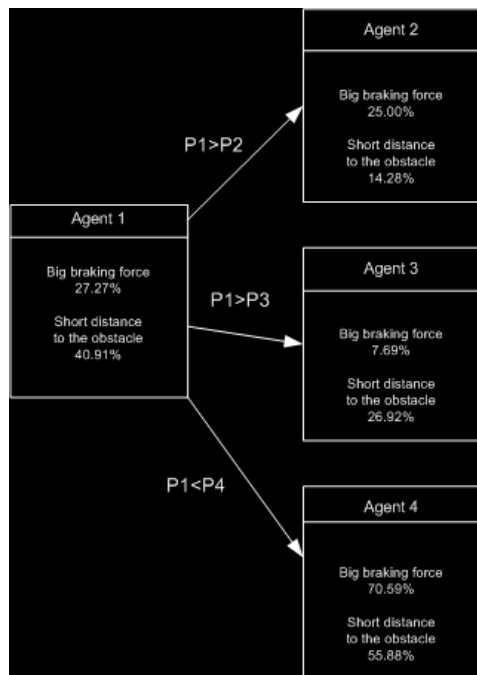 Agent 2
Big braking force
25.00%
Short distance
to the obstacle
14.28%
P1>P2
Agent 1
Big braking force
27.27%
Short distance
to the obstacle
40.91%
P1>P3
Agent 3
Big braking force
7.69%
Short distance
to the obstacle
26.92%
P1<P4
Agent 4
Big braking force
70.59%
Short distance
to the obstacle
55.88%